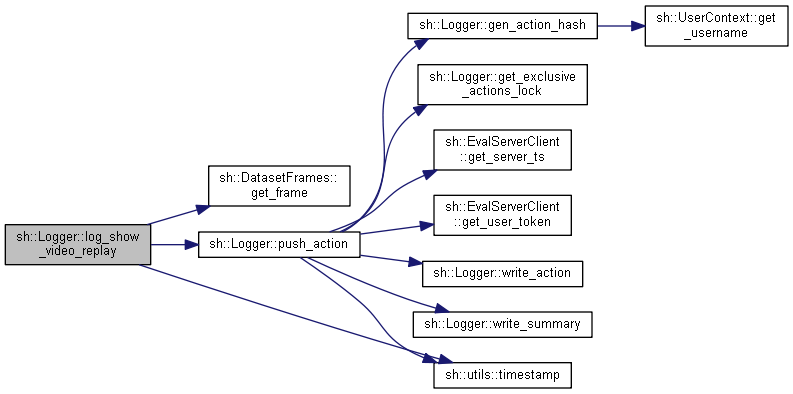 sh::Logger::gen_action_hash
sh::UserContext::get
_username
sh::Logger::get_exclusive
_actions_lock
sh::EvalServerClient
::get_server_ts
sh::DatasetFrames::
get_frame
sh::EvalServerClient
::get_user_token
sh::Logger::log_show
_video_replay
sh::Logger::push_action
sh::Logger::write_action
sh::Logger::write_summary
sh::utils::timestamp